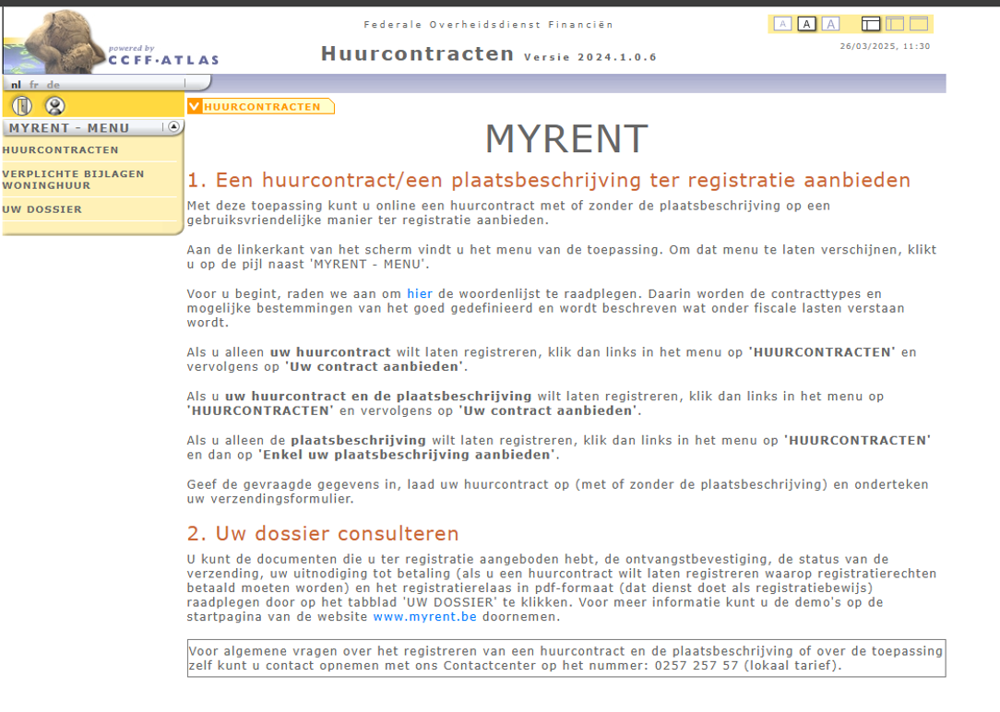 Federale Overheidsdienst Financiën
A A A
powered by
CCFF-ATLAS
Huurcontracten Versie 2024.1.0.6
26/03/2025, 11:30
nl fr de
HUURCONTRACTEN
MYRENT - MENU
HUURCONTRACTEN
VERPLICHTE BIJLAGEN
WONINGHUUR
UW DOSSIER
MYRENT
1. Een huurcontract/een plaatsbeschrijving ter registratie aanbieden
Met deze toepassing kunt u online een huurcontract met of zonder de plaatsbeschrijving op een
gebruiksvriendelijke manier ter registratie aanbieden.
Aan de linkerkant van het scherm vindt u het menu van de toepassing. Om dat menu te laten verschijnen, klikt
u op de pijl naast 'MYRENT - MENU'.
Voor u begint, raden we aan om hier de woordenlijst te raadplegen. Daarin worden de contracttypes en
mogelijke bestemmingen van het goed gedefinieerd en wordt beschreven wat onder fiscale lasten verstaan
wordt.
Als u alleen uw huurcontract wilt laten registreren, klik dan links in het menu op 'HUURCONTRACTEN' en
vervolgens op 'Uw contract aanbieden'.
Als u uw huurcontract en de plaatsbeschrijving wilt laten registreren, klik dan links in het menu op
'HUURCONTRACTEN' en vervolgens op 'Uw contract aanbieden'.
Als u alleen de plaatsbeschrijving wilt laten registreren, klik dan links in het menu op 'HUURCONTRACTEN'
en dan op 'Enkel uw plaatsbeschrijving aanbieden'.
Geef de gevraagde gegevens in, laad uw huurcontract op (met of zonder de plaatsbeschrijving) en onderteken
uw verzendingsformulier.
2. Uw dossier consulteren
U kunt de documenten die u ter registratie aangeboden hebt, de ontvangstbevestiging, de status van de
verzending, uw uitnodiging tot betaling (als u een huurcontract wilt laten registreren waarop registratierechten
betaald moeten worden) en het registratierelaas in pdf-formaat (dat dienst doet als registratiebewijs)
raadplegen door op het tabblad 'UW DOSSIER' te klikken. Voor meer informatie kunt u de demo's op de
startpagina van de website www.myrent.be doornemen.
Voor algemene vragen over het registreren van een huurcontract en de plaatsbeschrijving of over de toepassing
zelf kunt u contact opnemen met ons Contactcenter op het nummer: 0257 257 57 (lokaal tarief).